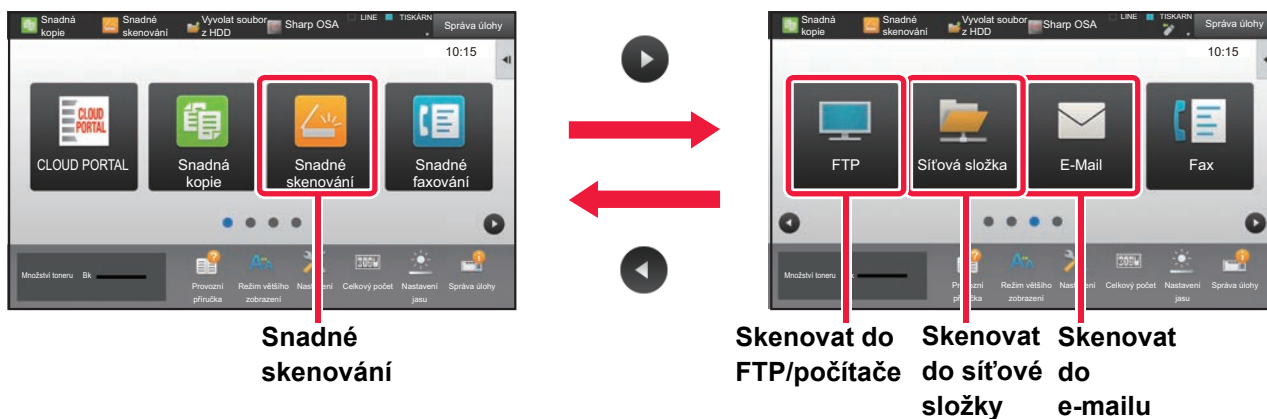 Snadná
kopie
Snadné
skenování
Vyvolat soubor
z HDD
Sharp OSA
LINE
TISKÁRN
Správa úlohy
10:15
CLOUD
PORTAL
CLOUD PORTAL
Snadná
kopie
Snadné
skenování
Snadné
faxování
Množství toneru Bk
Provozní
příručka
Režim většího
zobrazení
Nastavení
Celkový počet
Nastavení
jasu
Správa úlohy
Snadné
skenování
Snadná
kopie
Snadné
skenování
Vyvolat soubor
z HDD
Sharp OSA
LINE
TISKÁRN
Správa úlohy
10:15
FTP
Síťová složka
E-Mail
Fax
Množství toneru
Režim většího
zobrazení
Celkový počet
Nastavení
jasu
Správa úlohy
Skenovat do
FTP/počítače
Skenovat
do síťové
složky
Skenovat
do
e-mailu